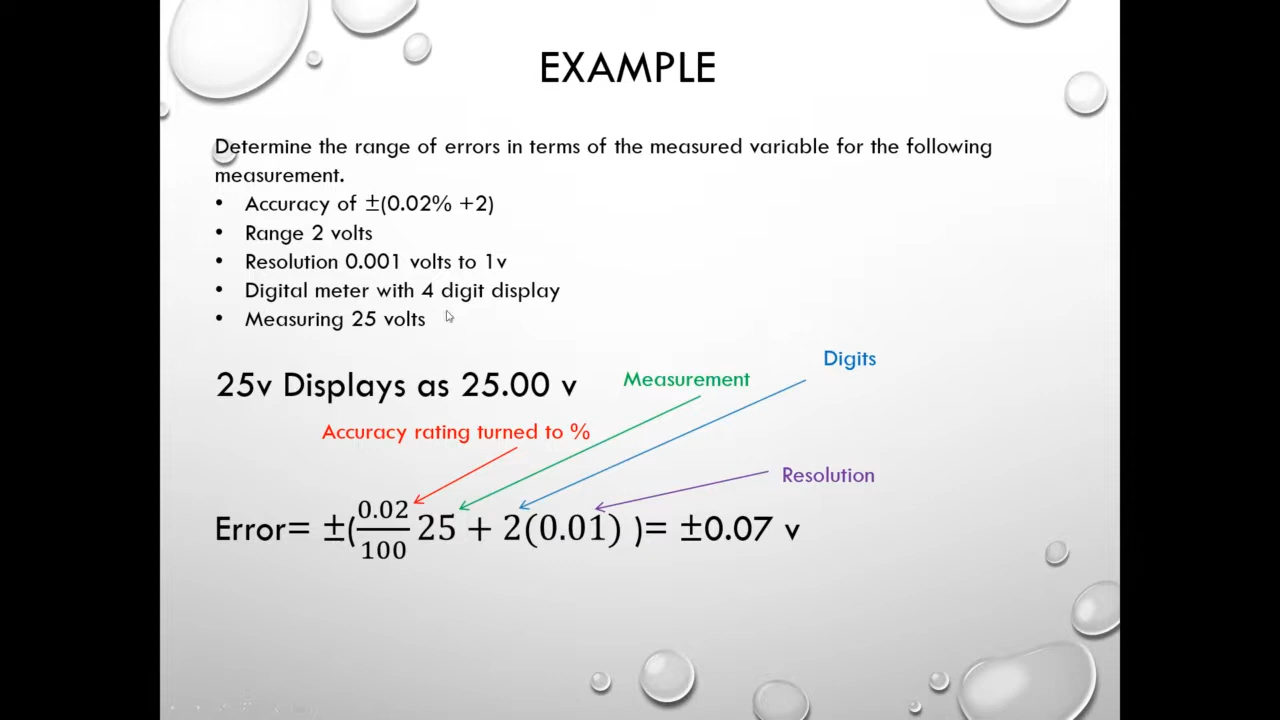 EXAMPLE
Determine the range of errors in terms of the measured variable for the following
measurement.
• Accuracy of ±(0.02% +2)
• Range 2 volts
• Resolution 0.001 volts to 1v
• Digital meter with 4 digit display
• Measuring 25 volts
Digits
25v Displays as 25.00 v
Measurement
Accuracy rating turned to %
Resolution
Error= ±(0.02/100 25 + 2(0.01) )= ±0.07 v